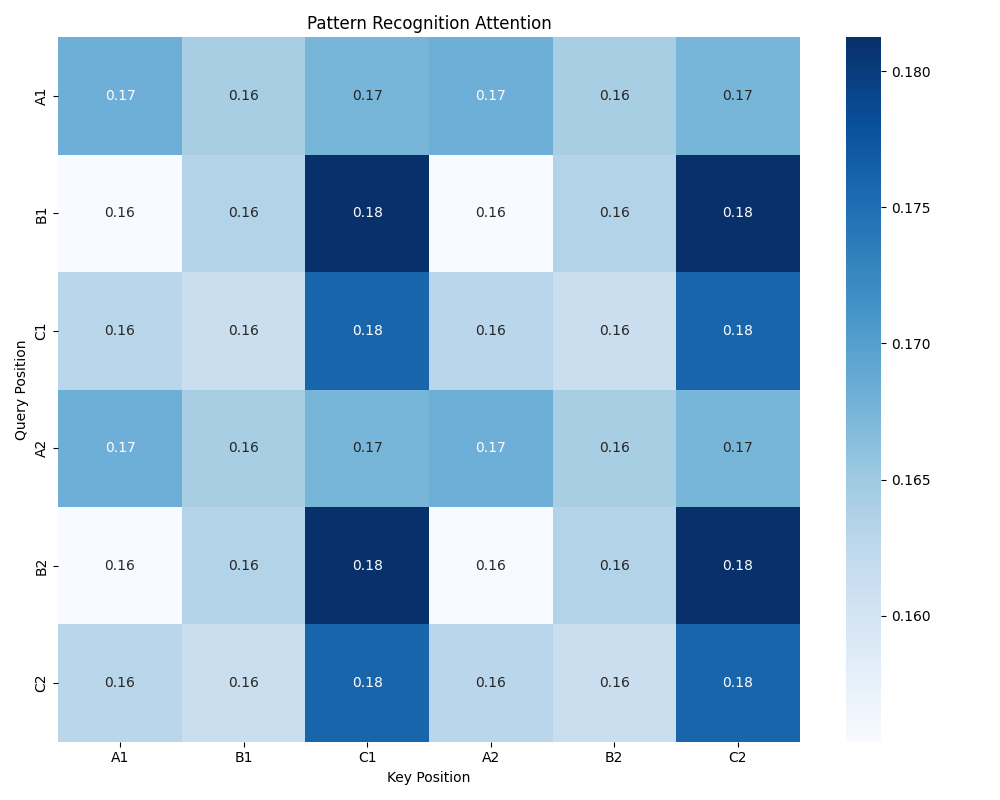 Pattern Recognition Attention
A1 0.17 0.16 0.17 0.17 0.16 0.17
B1 0.16 0.16 0.18 0.16 0.16 0.18
C1 0.16 0.16 0.18 0.16 0.16 0.18
A2 0.17 0.16 0.17 0.17 0.16 0.17
B2 0.16 0.16 0.18 0.16 0.16 0.18
C2 0.16 0.16 0.18 0.16 0.16 0.18
A1 B1 C1 A2 B2 C2
Key Position
Query Position
0.180
0.175
0.170
0.165
0.160